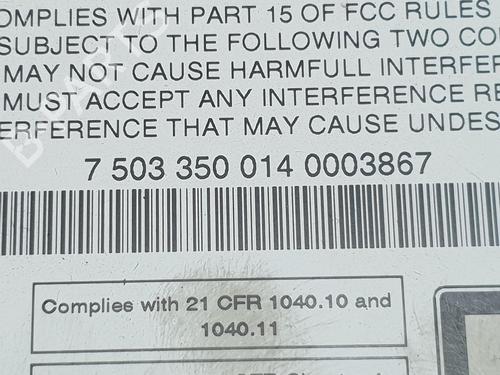 OMPLIES WITH PART 15 OF FCC RULES
SUBJECT TO THE FOLLOWING TWO CO
MAY NOT CAUSE HARMFULL INTERFER
MUST ACCEPT ANY INTERFERENCE RE
ERFERENCE THAT MAY CAUSE UNDES
7 503 350 014 0003867
Complies with 21 CFR 1040.10 and
1040.11